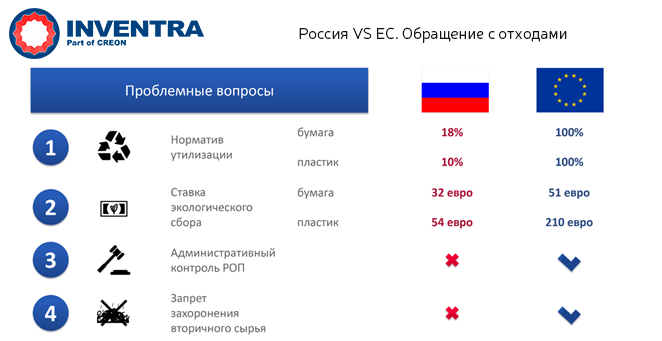 INVENTRA
Part of CREON
Россия VS ЕС. Обращение с отходами
Проблемные вопросы
1
Норматив
утилизации
бумага 18% 100%
пластик 10% 100%
2
Ставка
экологического
сбора
бумага 32 евро 51 евро
пластик 54 евро 210 евро
3
Административный
контроль РОП
4
Запрет
захоронения
вторичного сырья